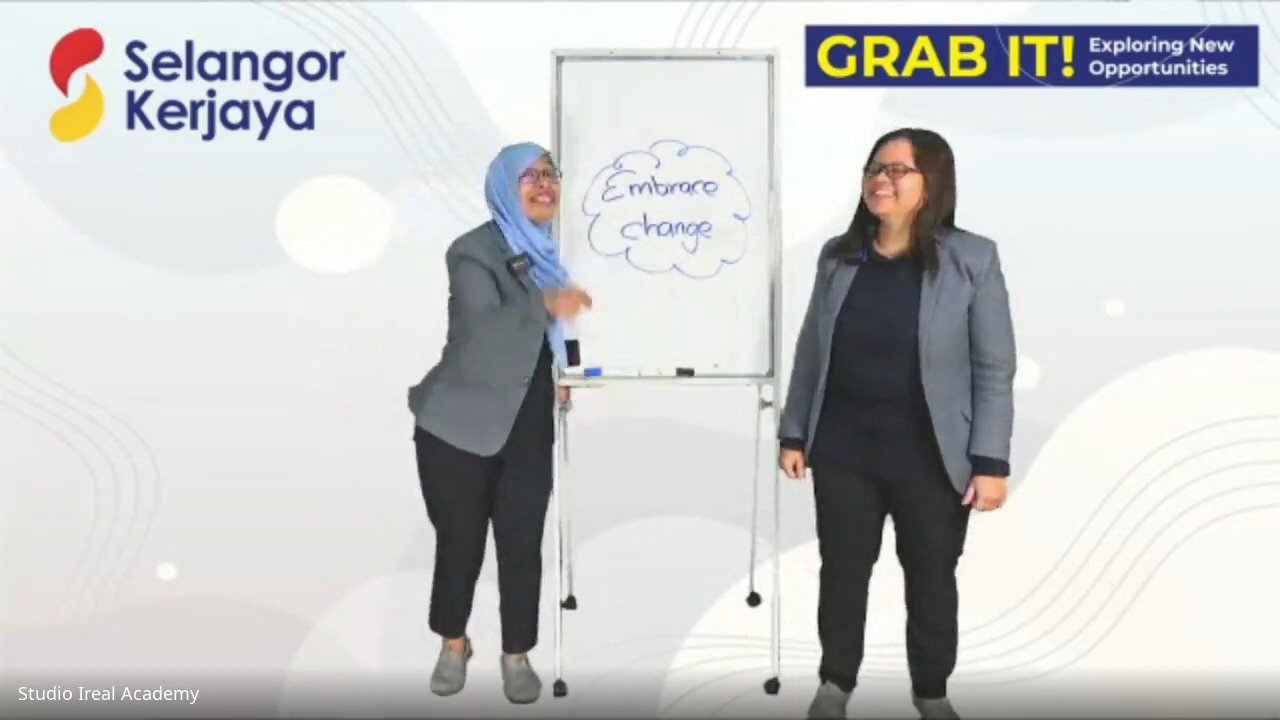 Selangor
Kerjaya
GRAB IT!
Exploring New
Opportunities
Embrace
change
Studio Ireal Academy